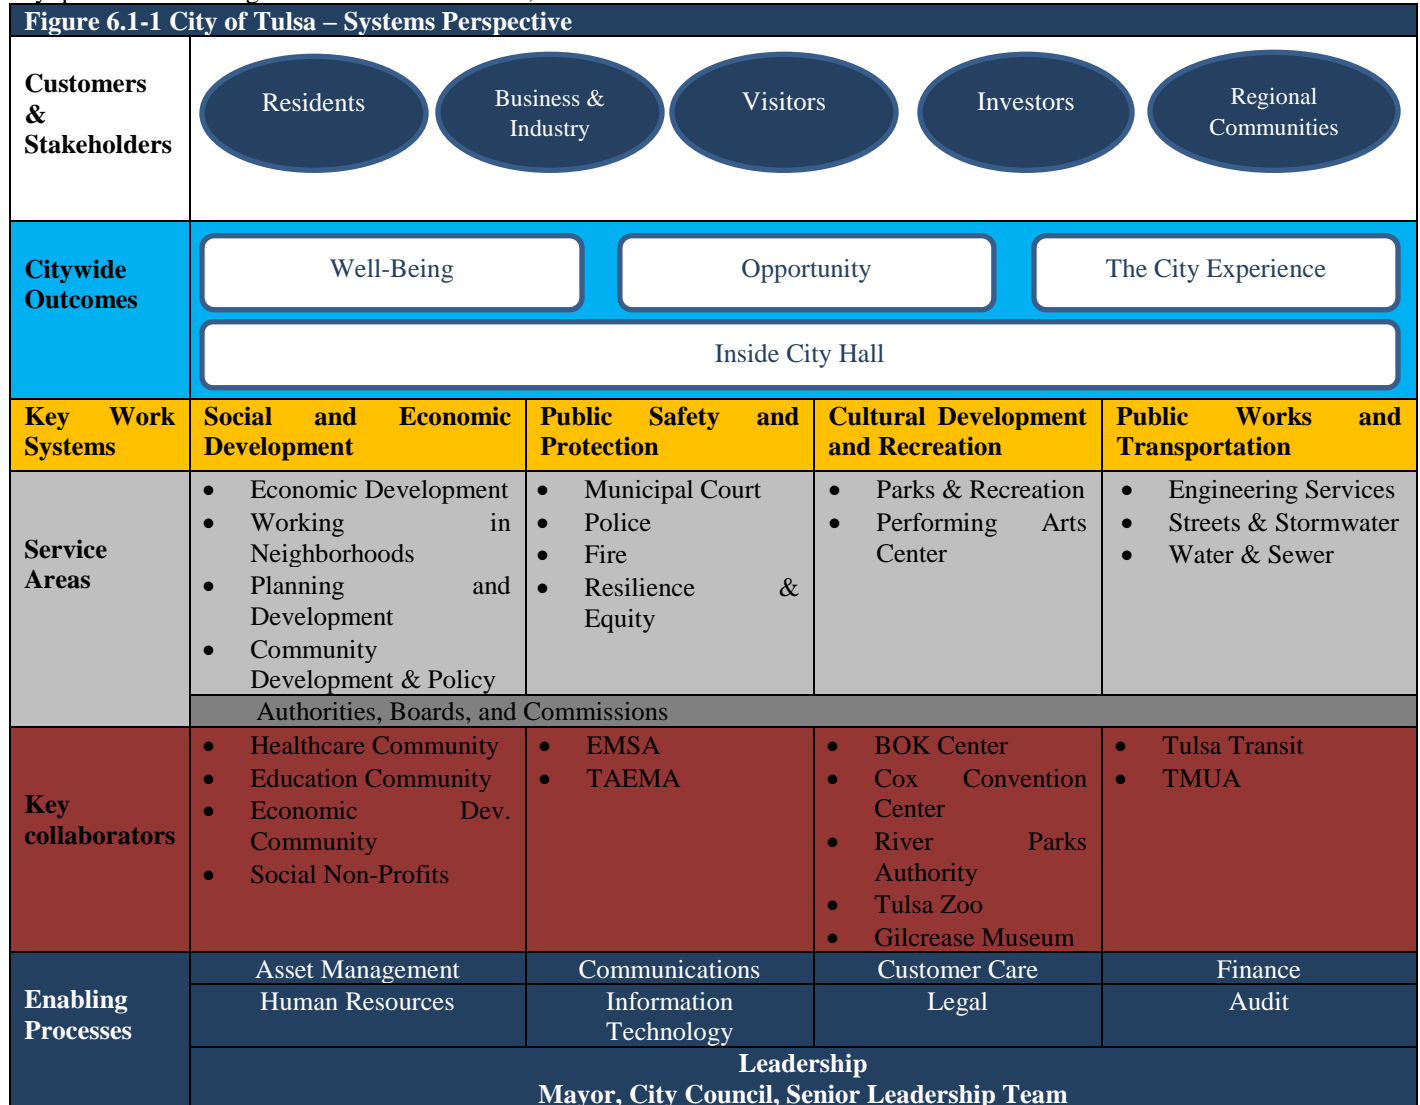 Figure 6.1-1 City of Tulsa – Systems Perspective
Customers
&
Stakeholders
Residents
Business &
Industry
Visitors
Investors
Regional
Communities
Citywide
Outcomes
Well-Being
Opportunity
The City Experience
Inside City Hall
Key Work
Systems
Social and Economic
Development
Public Safety and
Protection
Cultural Development
and Recreation
Public Works and
Transportation
Service
Areas
• Economic Development
• Working in
Neighborhoods
• Planning and
Development
• Community
Development & Policy
• Municipal Court
• Police
• Fire
• Resilience &
Equity
• Parks & Recreation
• Performing Arts
Center
• Engineering Services
• Streets & Stormwater
• Water & Sewer
Authorities, Boards, and Commissions
Key
collaborators
• Healthcare Community
• Education Community
• Economic Dev.
Community
• Social Non-Profits
• EMSA
• TAEMA
• BOK Center
• Cox Convention
Center
• River Parks
Authority
• Tulsa Zoo
• Gilcrease Museum
• Tulsa Transit
• TMUA
Enabling
Processes
Asset Management
Communications
Customer Care
Finance
Human Resources
Information
Technology
Legal
Audit
Leadership
Mayor, City Council, Senior Leadership Team